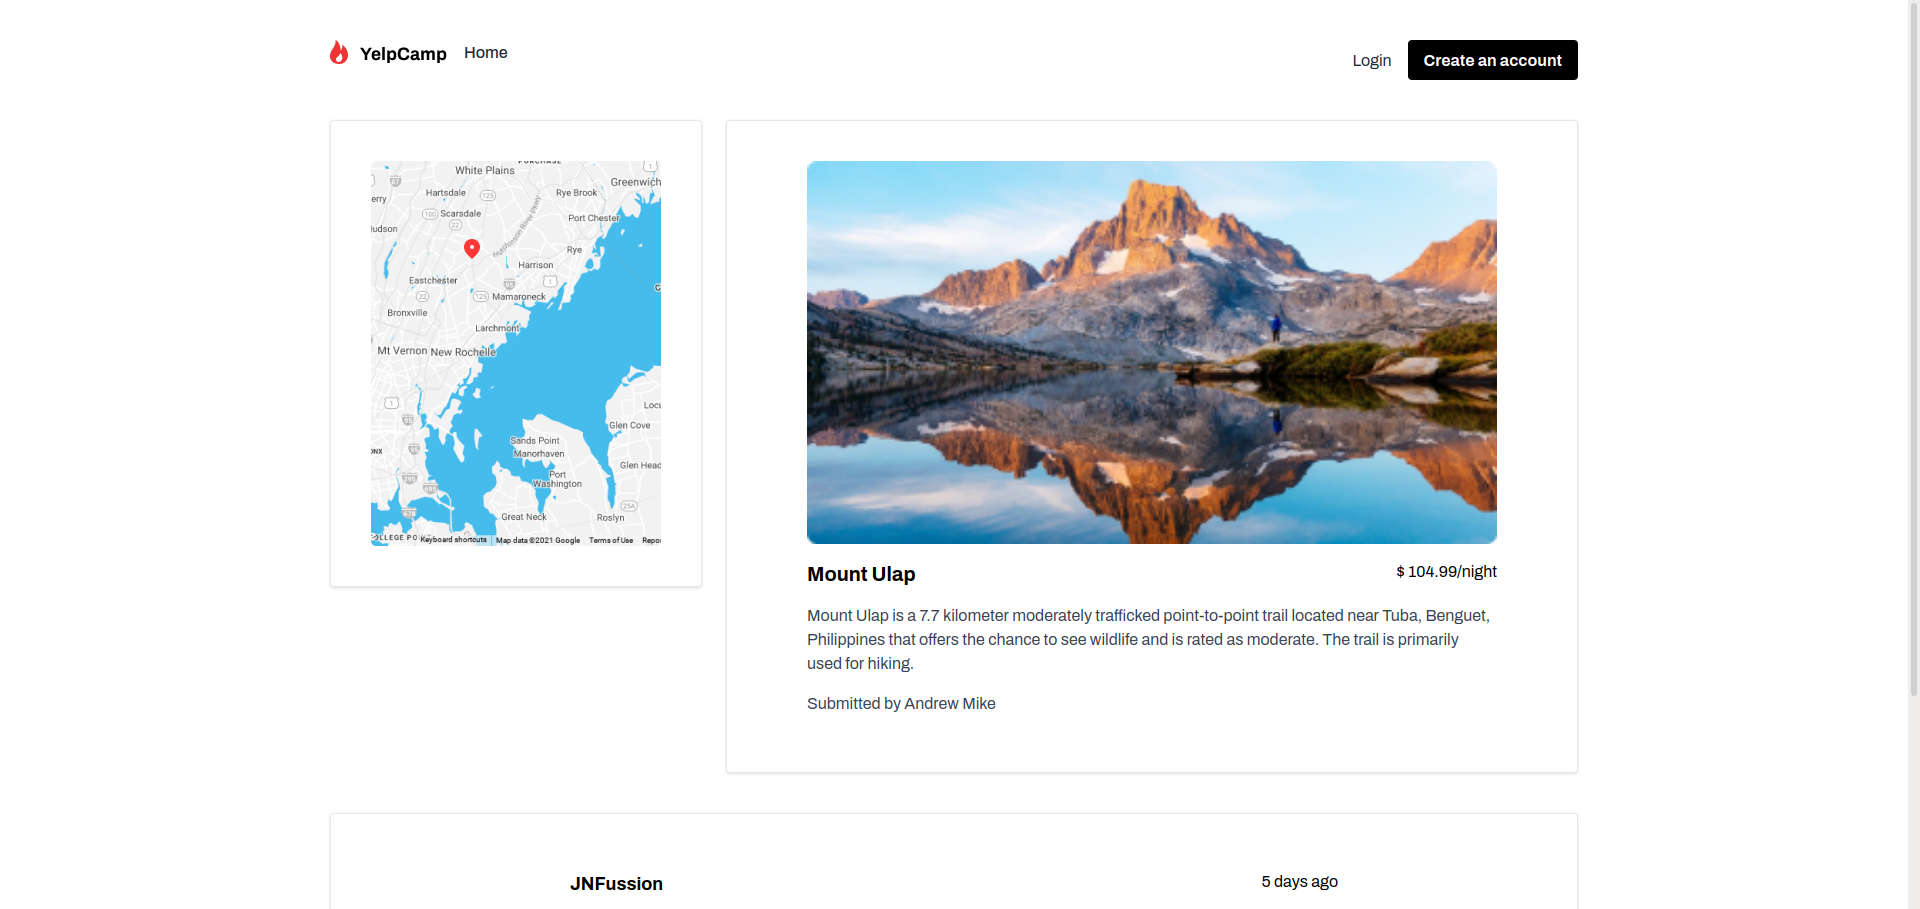 YelpCamp
Home
Login
Create an account
PURCHASE
White Plains
Greenwich
Hartsdale
Rye Brook
erry
Scarsdale
Port Chester
Hutchinson River Pkwy
Rye
Harrison
Eastchester
Mamaroneck
Bronxville
Larchmont
Mt Vernon
New Rochelle
Glen Cove
Sands Point
Manorhaven
Glen Head
Port
Washington
Great Neck
Roslyn
Keyboard shortcuts
Map data ©2021 Google
Terms of Use
Mount Ulap
$ 104.99/night
Mount Ulap is a 7.7 kilometer moderately trafficked point-to-point trail located near Tuba, Benguet,
Philippines that offers the chance to see wildlife and is rated as moderate. The trail is primarily
used for hiking.
Submitted by Andrew Mike
JNFussion
5 days ago